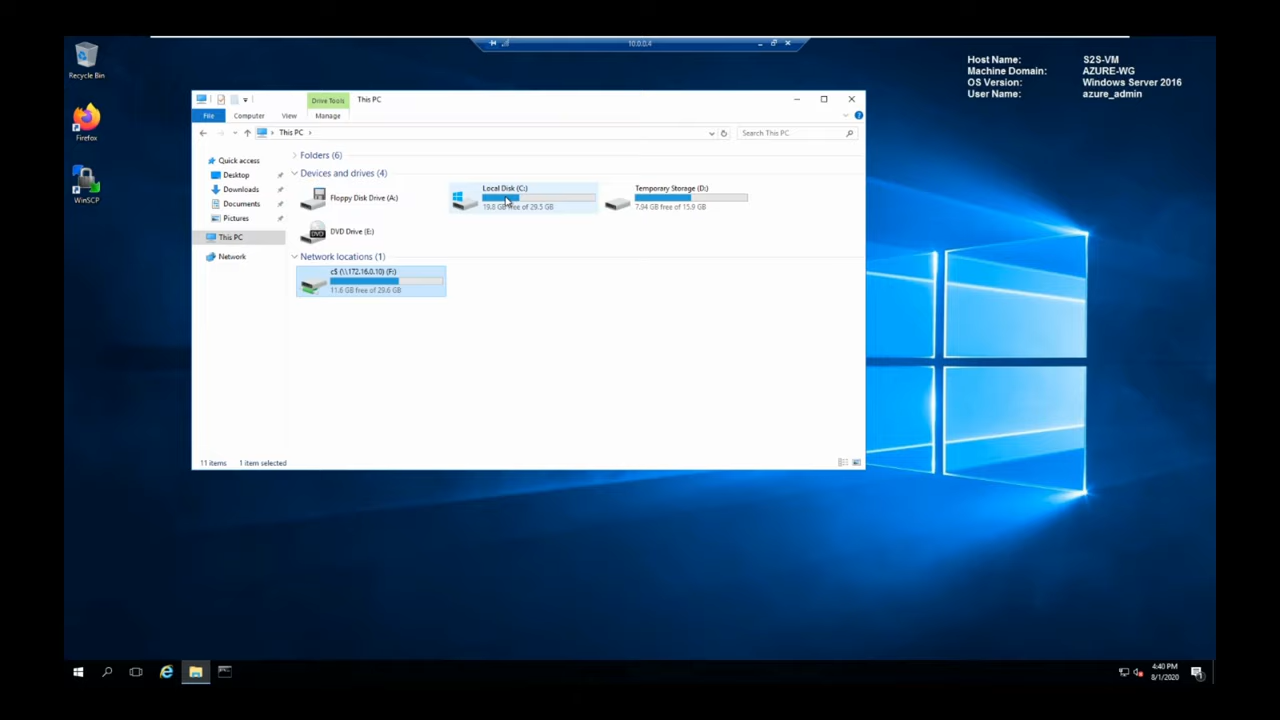 10.0.0.4
Recycle Bin
Firefox
WinSCP
Host Name: S2S-VM
Machine Domain: AZURE-WG
OS Version: Windows Server 2016
User Name: azure_admin
Drive Tools
This PC
File
Computer
View
Manage
This PC
Search This PC
Quick access
Desktop
Downloads
Documents
Pictures
This PC
Network
Folders (6)
Devices and drives (4)
Floppy Disk Drive (A:)
Local Disk (C:)
19.8 GB free of 29.5 GB
Temporary Storage (D:)
7.94 GB free of 15.9 GB
DVD Drive (E:)
Network locations (1)
c$ (\\172.16.0.10) (F:)
11.6 GB free of 29.6 GB
11 items 1 item selected
4:40 PM
8/1/2020